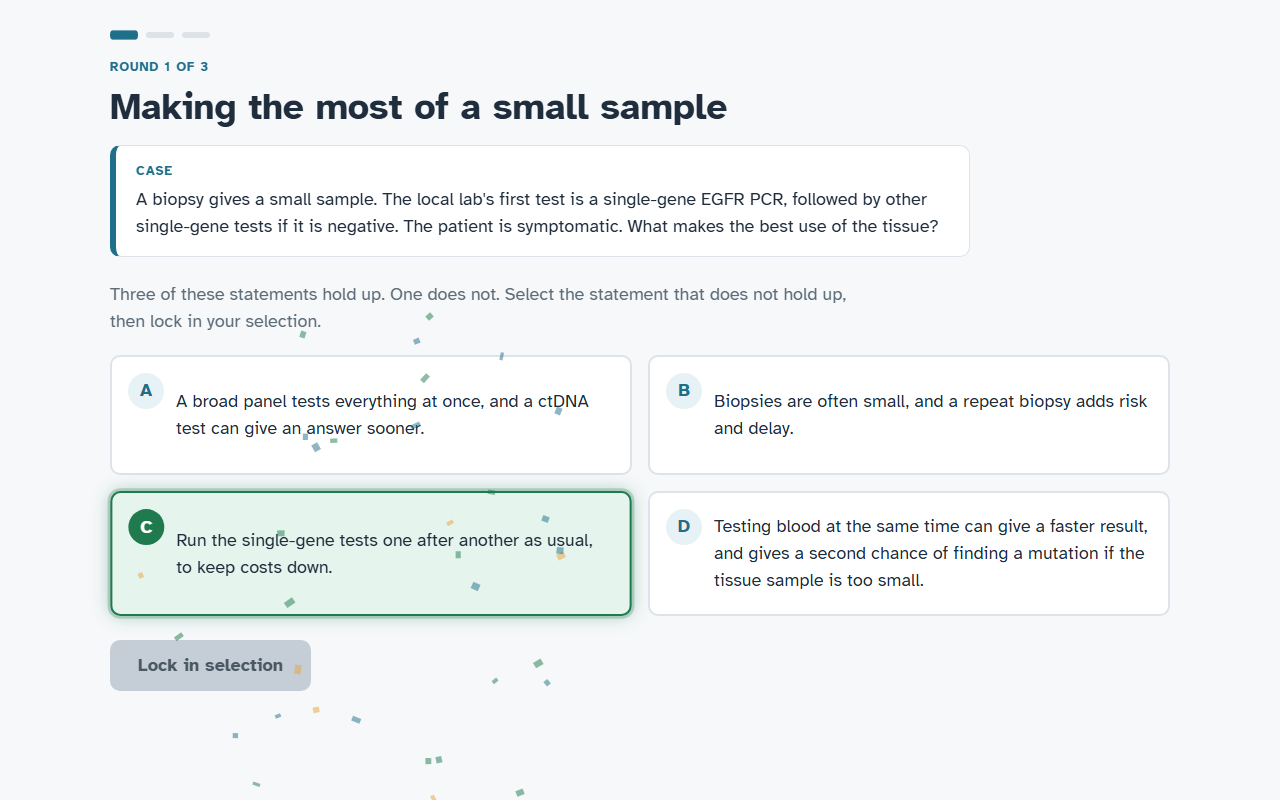 ROUND 1 OF 3
Making the most of a small sample
CASE
A biopsy gives a small sample. The local lab's first test is a single-gene EGFR PCR, followed by other
single-gene tests if it is negative. The patient is symptomatic. What makes the best use of the tissue?
Three of these statements hold up. One does not. Select the statement that does not hold up,
then lock in your selection.
A
A broad panel tests everything at once, and a ctDNA
test can give an answer sooner.
B
Biopsies are often small, and a repeat biopsy adds risk
and delay.
C
Run the single-gene tests one after another as usual,
to keep costs down.
D
Testing blood at the same time can give a faster result,
and gives a second chance of finding a mutation if the
tissue sample is too small.
Lock in selection